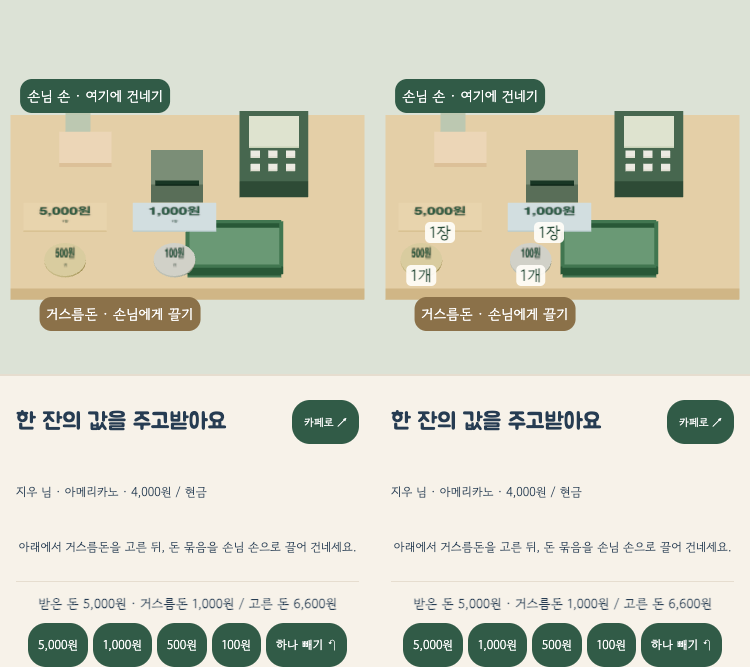 손님 손 · 여기에 건네기
5,000원
1,000원
500원
100원
거스름돈 · 손님에게 끌기
한 잔의 값을 주고받아요
카페로 ↗
지우 님 · 아메리카노 · 4,000원 / 현금
아래에서 거스름돈을 고른 뒤, 돈 묶음을 손님 손으로 끌어 건네세요.
받은 돈 5,000원 · 거스름돈 1,000원 / 고른 돈 6,600원
5,000원
1,000원
500원
100원
하나 빼기 ↰
손님 손 · 여기에 건네기
5,000원
1,000원
1장
1장
500원
100원
1개
1개
거스름돈 · 손님에게 끌기
한 잔의 값을 주고받아요
카페로 ↗
지우 님 · 아메리카노 · 4,000원 / 현금
아래에서 거스름돈을 고른 뒤, 돈 묶음을 손님 손으로 끌어 건네세요.
받은 돈 5,000원 · 거스름돈 1,000원 / 고른 돈 6,600원
5,000원
1,000원
500원
100원
하나 빼기 ↰